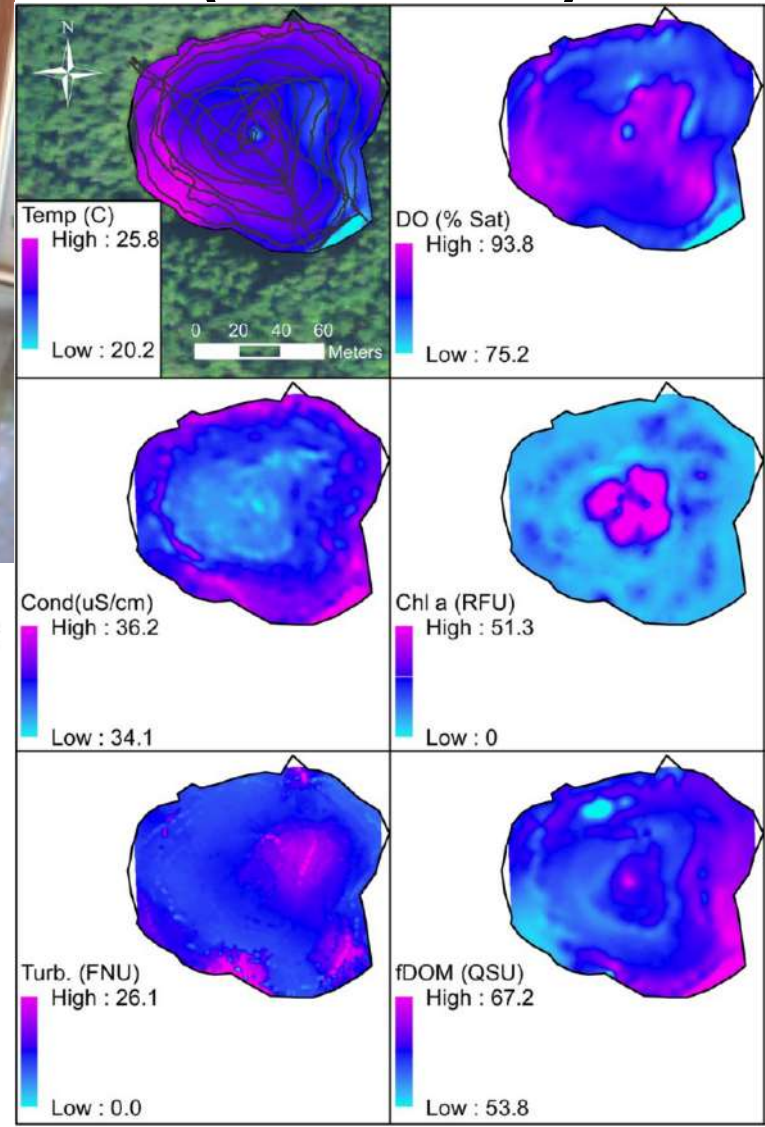 N
Temp (C)
High : 25.8
Low : 20.2
0 20 40 60
Meters
DO (% Sat)
High : 93.8
Low : 75.2
Cond(uS/cm)
High : 36.2
Low : 34.1
Chl a (RFU)
High : 51.3
Low : 0
Turb. (FNU)
High : 26.1
Low : 0.0
fDOM (QSU)
High : 67.2
Low : 53.8